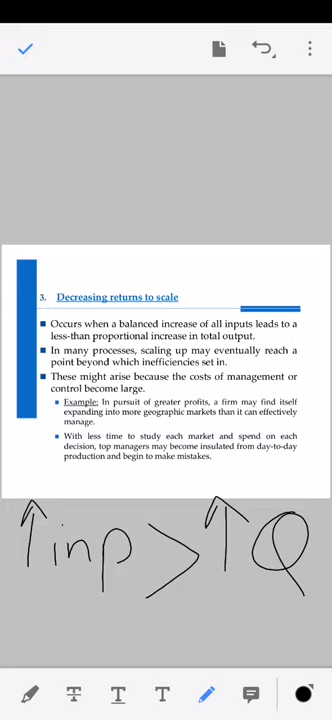 3. Decreasing returns to scale
■ Occurs when a balanced increase of all inputs leads to a
less-than proportional increase in total output.
■ In many processes, scaling up may eventually reach a
point beyond which inefficiencies set in.
■ These might arise because the costs of management or
control become large.
■ Example: In pursuit of greater profits, a firm may find itself
expanding into more geographic markets than it can effectively
manage.
■ With less time to study each market and spend on each
decision, top managers may become insulated from day-to-day
production and begin to make mistakes.
↑ inp > ↑ Q
T T T